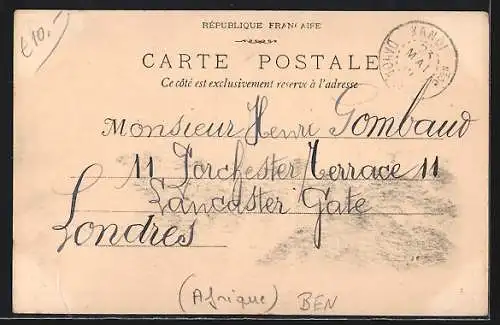 €10.-
RÉPUBLIQUE FRANÇAISE
CARTE POSTALE
Ce côté est exclusivement réservé à l'adresse
KANDI
MAI
Monsieur Henri Gombaud
11 Porchester Terrace 11
Lancaster Gate
Londres
(Afrique) BEN